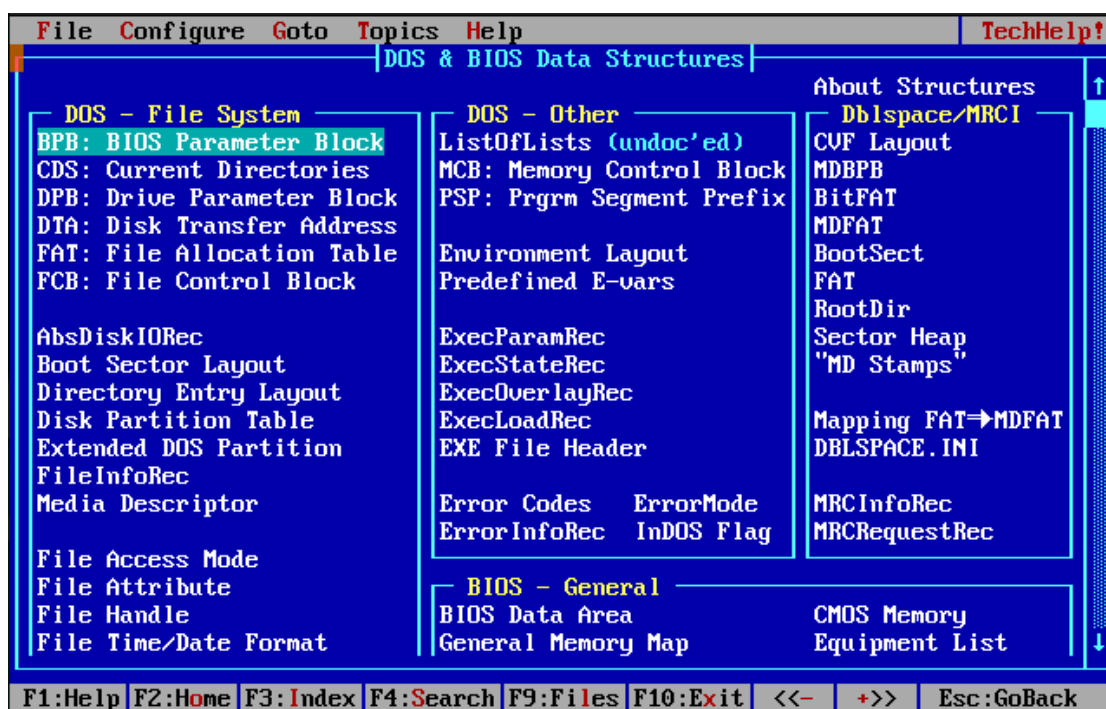 File Configure Goto Topics Help TechHelp!
DOS & BIOS Data Structures
About Structures
DOS - File System
BPB: BIOS Parameter Block
CDS: Current Directories
DPB: Drive Parameter Block
DTA: Disk Transfer Address
FAT: File Allocation Table
FCB: File Control Block
AbsDiskIORec
Boot Sector Layout
Directory Entry Layout
Disk Partition Table
Extended DOS Partition
FileInfoRec
Media Descriptor
File Access Mode
File Attribute
File Handle
File Time/Date Format
DOS - Other
ListOfLists (undoc'ed)
MCB: Memory Control Block
PSP: Prgrm Segment Prefix
Environment Layout
Predefined E-vars
ExecParamRec
ExecStateRec
ExecOverlayRec
ExecLoadRec
EXE File Header
Error Codes ErrorMode
ErrorInfoRec InDOS Flag
Dblspace/MRCI
CVF Layout
MDBPB
BitFAT
MDFAT
BootSect
FAT
RootDir
Sector Heap
"MD Stamps"
Mapping FAT⇒MDFAT
DBLSPACE.INI
MRCInfoRec
MRCRequestRec
BIOS - General
BIOS Data Area CMOS Memory
General Memory Map Equipment List
F1:Help F2:Home F3:Index F4:Search F9:Files F10:Exit <<- +>> Esc:GoBack